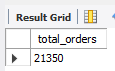 Result Grid
total_orders
21350